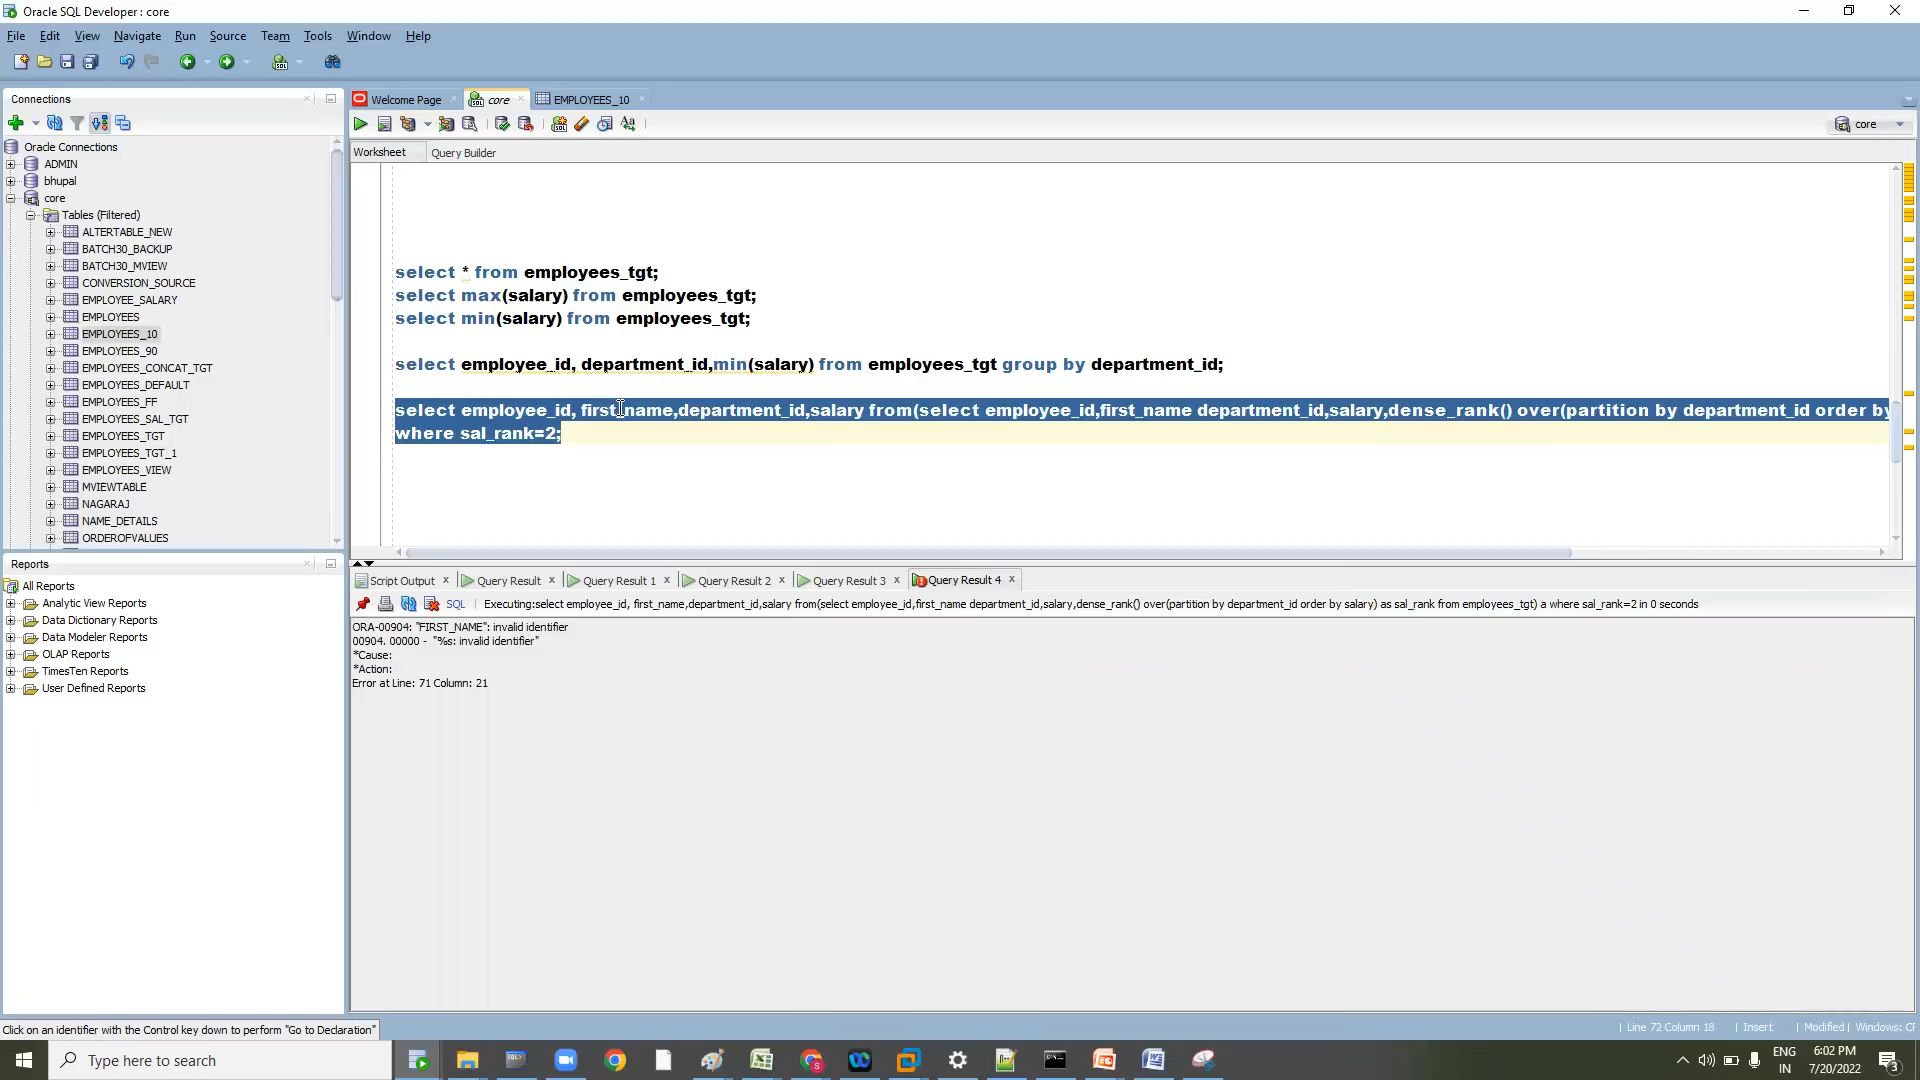 Oracle SQL Developer : core
File Edit View Navigate Run Source Team Tools Window Help
Connections
Welcome Page core EMPLOYEES_10
core
Worksheet Query Builder
Oracle Connections
ADMIN
bhupal
core
Tables (Filtered)
ALTERTABLE_NEW
BATCH30_BACKUP
BATCH30_MVIEW
CONVERSION_SOURCE
EMPLOYEE_SALARY
EMPLOYEES
EMPLOYEES_10
EMPLOYEES_90
EMPLOYEES_CONCAT_TGT
EMPLOYEES_DEFAULT
EMPLOYEES_FF
EMPLOYEES_SAL_TGT
EMPLOYEES_TGT
EMPLOYEES_TGT_1
EMPLOYEES_VIEW
MVIEWTABLE
NAGARAJ
NAME_DETAILS
ORDEROFVALUES
select * from employees_tgt;
select max(salary) from employees_tgt;
select min(salary) from employees_tgt;
select employee_id, department_id,min(salary) from employees_tgt group by department_id;
select employee_id, first_name,department_id,salary from(select employee_id,first_name department_id,salary,dense_rank() over(partition by department_id order by
where sal_rank=2;
Reports
All Reports
Analytic View Reports
Data Dictionary Reports
Data Modeler Reports
OLAP Reports
TimesTen Reports
User Defined Reports
Script Output Query Result Query Result 1 Query Result 2 Query Result 3 Query Result 4
SQL Executing:select employee_id, first_name,department_id,salary from(select employee_id,first_name department_id,salary,dense_rank() over(partition by department_id order by salary) as sal_rank from employees_tgt) a where sal_rank=2 in 0 seconds
ORA-00904: "FIRST_NAME": invalid identifier
00904. 00000 - "%s: invalid identifier"
*Cause:
*Action:
Error at Line: 71 Column: 21
Click on an identifier with the Control key down to perform "Go to Declaration"
Line 72 Column 18 Insert Modified Windows: CF
Type here to search
ENG
IN
6:02 PM
7/20/2022
3